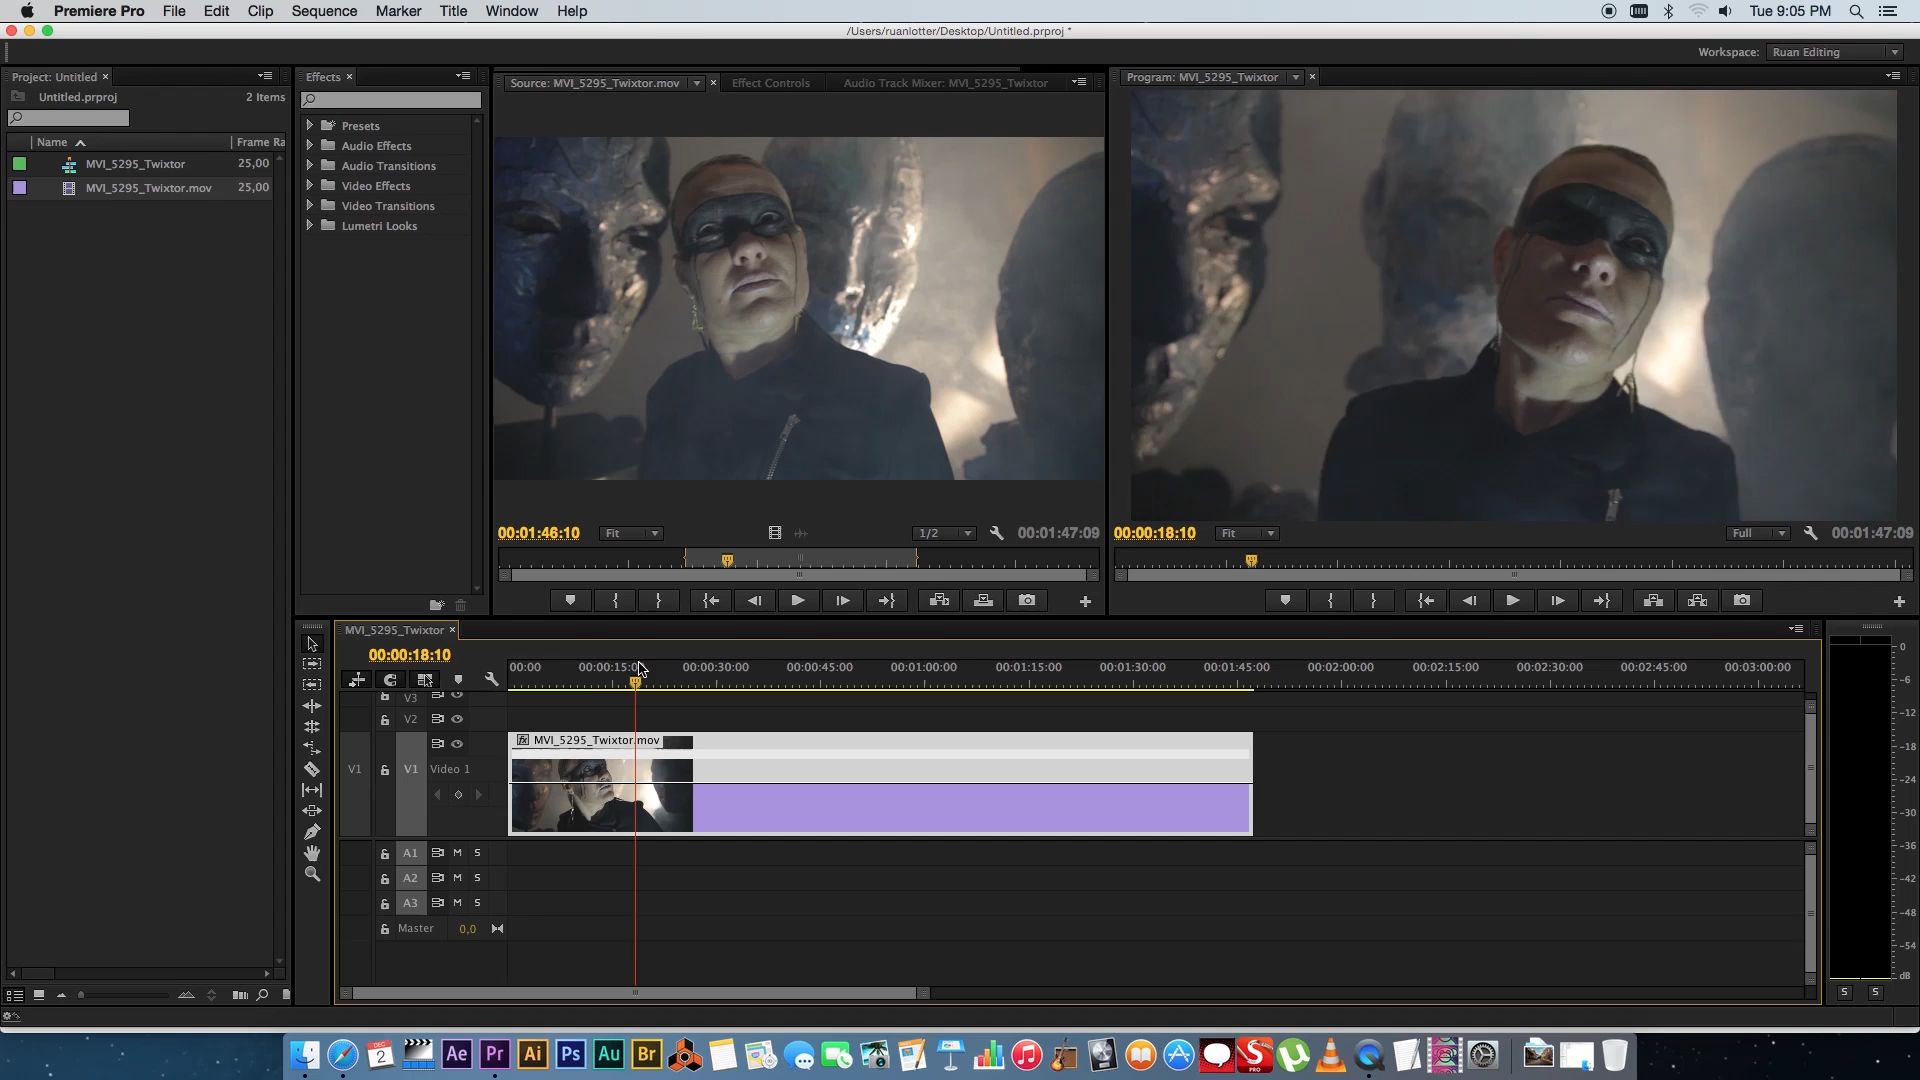 Premiere Pro File Edit Clip Sequence Marker Title Window Help Tue 9:05 PM
/Users/ruanlotter/Desktop/Untitled.prproj *
Workspace: Ruan Editing
Project: Untitled
Untitled.prproj 2 Items
Name Frame Ra
MVI_5295_Twixtor 25,00
MVI_5295_Twixtor.mov 25,00
Effects
Presets
Audio Effects
Audio Transitions
Video Effects
Video Transitions
Lumetri Looks
Source: MVI_5295_Twixtor.mov Effect Controls Audio Track Mixer: MVI_5295_Twixtor
00:01:46:10 Fit 1/2 00:01:47:09
Program: MVI_5295_Twixtor
00:00:18:10 Fit Full 00:01:47:09
MVI_5295_Twixtor
00:00:18:10
00:00 00:00:15:0 00:00:30:00 00:00:45:00 00:01:00:00 00:01:15:00 00:01:30:00 00:01:45:00 00:02:00:00 00:02:15:00 00:02:30:00 00:02:45:00 00:03:00:00
V3
V2
fx MVI_5295_Twixtor.mov
V1 V1 Video 1
A1 M S
A2 M S
A3 M S
Master 0,0
0
-6
-12
-18
-24
-30
-36
-42
-48
-54
dB
S S
DEC 2 Ae Pr Ai Ps Au Br S PRO